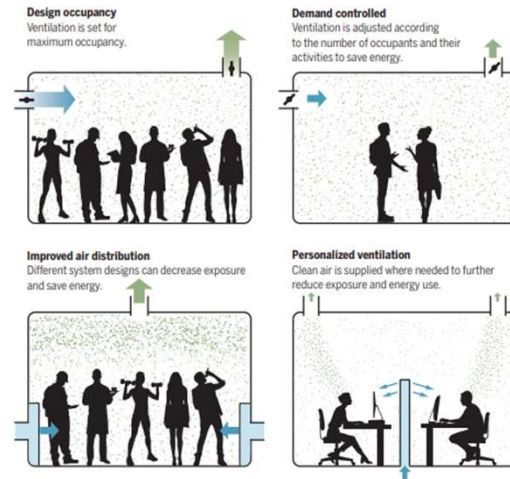 Design occupancy
Ventilation is set for
maximum occupancy.
Demand controlled
Ventilation is adjusted according
to the number of occupants and their
activities to save energy.
Improved air distribution
Different system designs can decrease exposure
and save energy.
Personalized ventilation
Clean air is supplied where needed to further
reduce exposure and energy use.